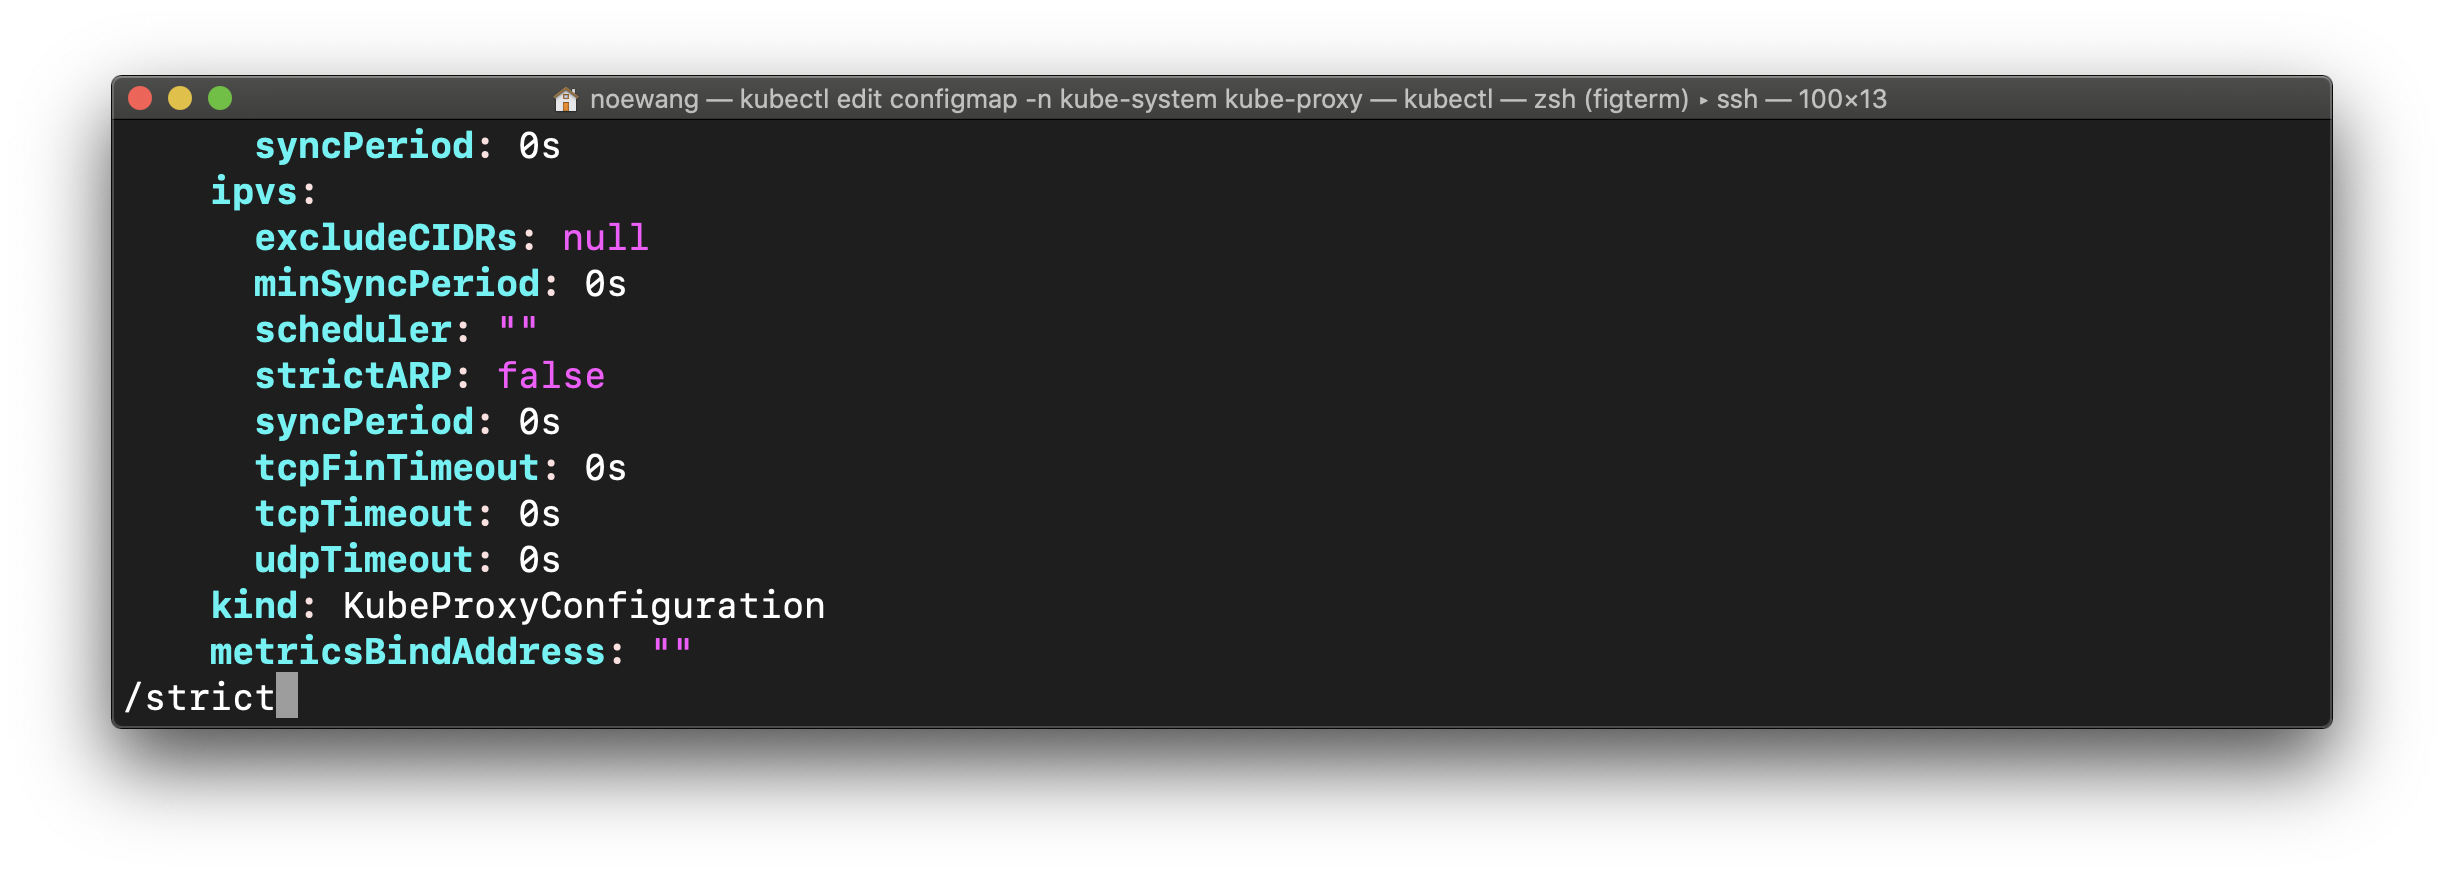 noewang — kubectl edit configmap -n kube-system kube-proxy — kubectl — zsh (figterm) ▸ ssh — 100×13
syncPeriod: 0s
ipvs:
excludeCIDRs: null
minSyncPeriod: 0s
scheduler: ""
strictARP: false
syncPeriod: 0s
tcpFinTimeout: 0s
tcpTimeout: 0s
udpTimeout: 0s
kind: KubeProxyConfiguration
metricsBindAddress: ""
/strict